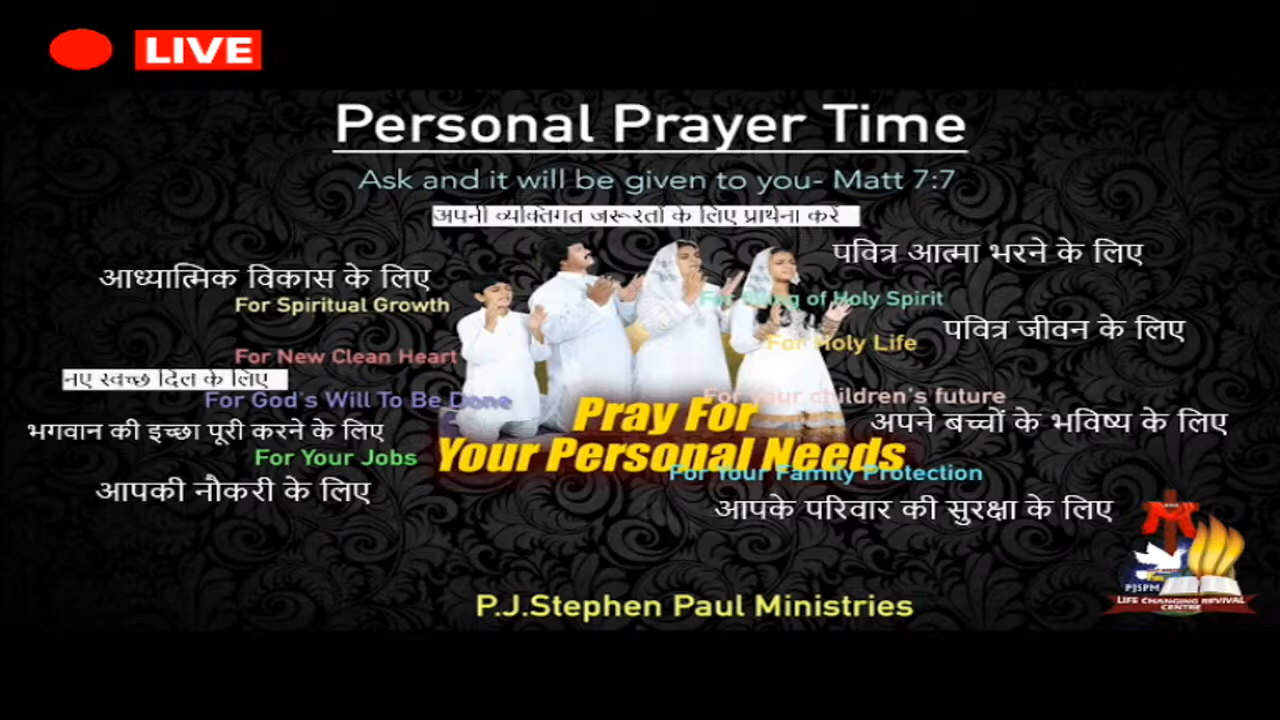 LIVE
Personal Prayer Time
Ask and it will be given to you- Matt 7:7
अपनी व्यक्तिगत जरूरतों के लिए प्रार्थना करें
आध्यात्मिक विकास के लिए
For Spiritual Growth
For New Clean Heart
नए स्वच्छ दिल के लिए
For God's Will To Be Done
भगवान की इच्छा पूरी करने के लिए
For Your Jobs
आपकी नौकरी के लिए
पवित्र आत्मा भरने के लिए
For of Holy Spirit
पवित्र जीवन के लिए
For Holy Life
For Your children's future
अपने बच्चों के भविष्य के लिए
Pray For
Your Personal Needs
For Your Family Protection
आपके परिवार की सुरक्षा के लिए
PJSPM
LIFE CHANGING REVIVAL
CENTRE
P.J.Stephen Paul Ministries